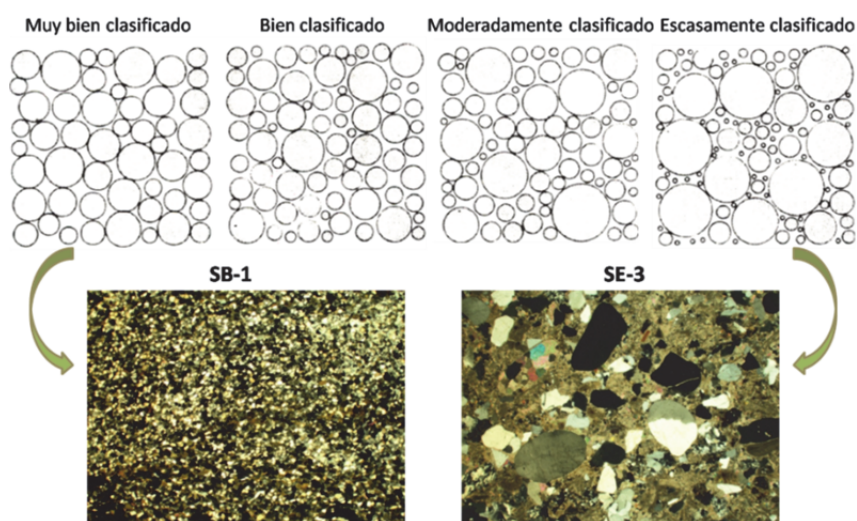 Muy bien clasificado
Bien clasificado
Moderadamente clasificado
Escasamente clasificado
SB-1
SE-3